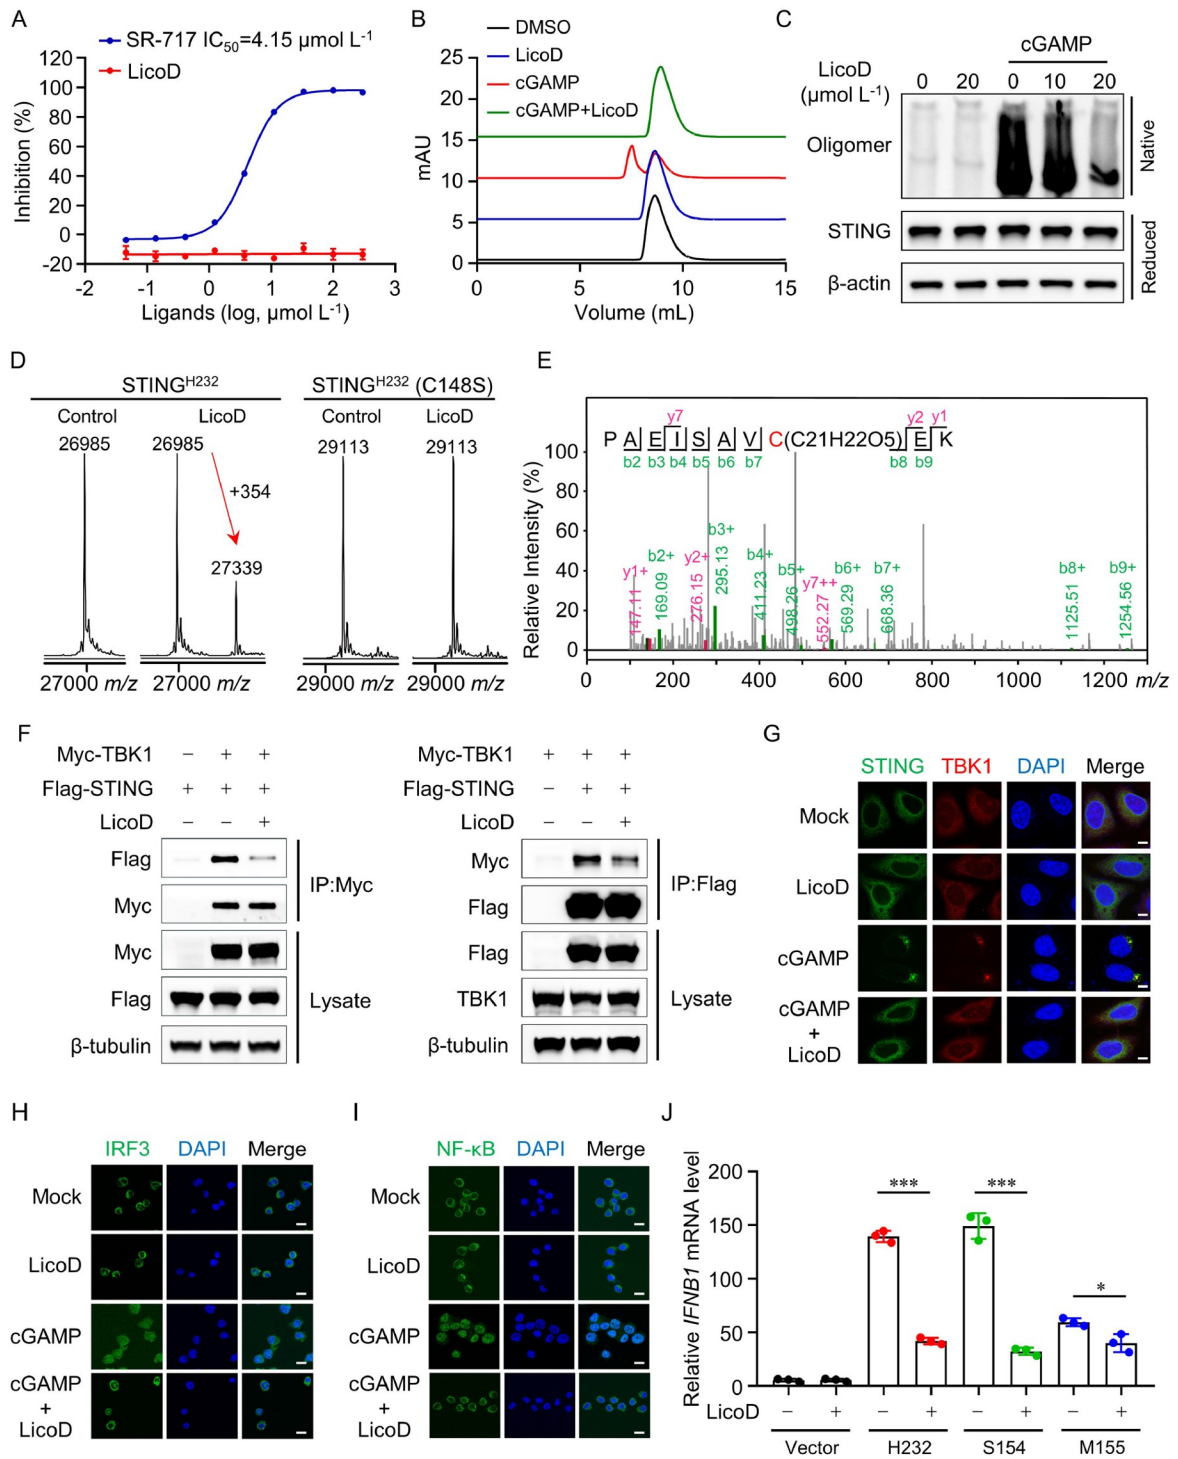 A
SR-717 IC50=4.15 μmol L-1
LicoD
Inhibition (%)
120
100
80
60
40
20
0
-20
-2 -1 0 1 2 3
Ligands (log, μmol L-1)
B
DMSO
LicoD
cGAMP
cGAMP+LicoD
mAU
25
20
15
10
5
0
0 5 10 15
Volume (mL)
C
cGAMP
LicoD
(μmol L-1)
0 20 0 10 20
Oligomer
Native
STING
β-actin
Reduced
D
STINGH232
STINGH232 (C148S)
Control LicoD Control LicoD
26985 26985 29113 29113
+354
27339
27000 m/z 27000 m/z 29000 m/z 29000 m/z
E
Relative Intensity (%)
y7 y2 y1
P A E I S A V C(C21H22O5) E K
b2 b3 b4 b5 b6 b7 b8 b9
100
80
60
40
20
0
y1+ 147.11
b2+ 169.09
y2+ 276.15
b3+ 295.13
b4+ 411.23
b5+ 498.26
y7++ 552.27
b6+ 569.29
b7+ 668.36
b8+ 1125.51
b9+ 1254.56
0 200 400 600 800 1000 1200 m/z
F
Myc-TBK1 – + +
Flag-STING + + +
LicoD – – +
Flag
Myc
IP:Myc
Myc
Flag
β-tubulin
Lysate
Myc-TBK1 + + +
Flag-STING – + +
LicoD – – +
Myc
Flag
IP:Flag
Flag
TBK1
β-tubulin
Lysate
G
STING TBK1 DAPI Merge
Mock
LicoD
cGAMP
cGAMP
+
LicoD
H
IRF3 DAPI Merge
Mock
LicoD
cGAMP
cGAMP
+
LicoD
I
NF-κB DAPI Merge
Mock
LicoD
cGAMP
cGAMP
+
LicoD
J
Relative IFNB1 mRNA level
200
150
100
50
0
*** *** *
LicoD – + – + – + – +
Vector H232 S154 M155